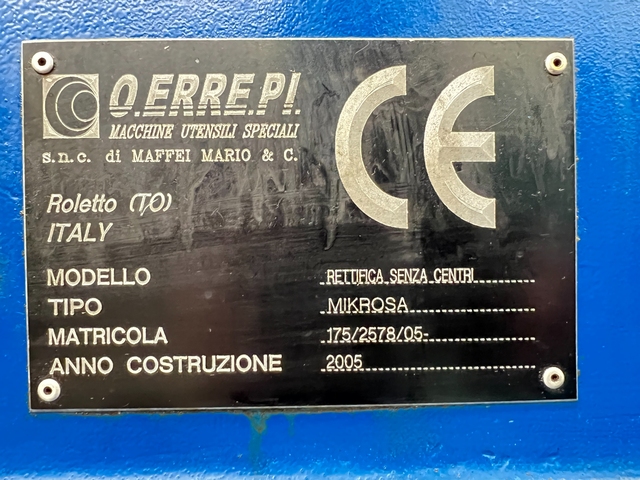 O.ERRE.PI.
MACCHINE UTENSILI SPECIALI
s.n.c. di MAFFEI MARIO & C.
CE
Roletto (TO)
ITALY
MODELLO RETTIFICA SENZA CENTRI
TIPO MIKROSA
MATRICOLA 175/2578/05-
ANNO COSTRUZIONE 2005